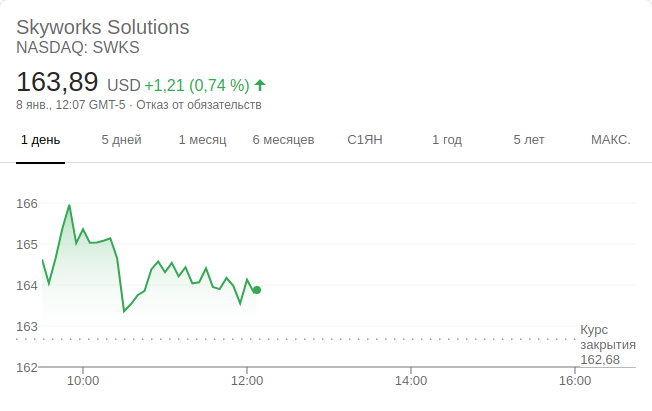 Skyworks Solutions
NASDAQ: SWKS
163,89 USD +1,21 (0,74 %)
8 янв., 12:07 GMT-5 · Отказ от обязательств
1 день 5 дней 1 месяц 6 месяцев С1ЯН 1 год 5 лет МАКС.
166
165
164
163
Курс
закрытия
162,68
162
10:00 12:00 14:00 16:00